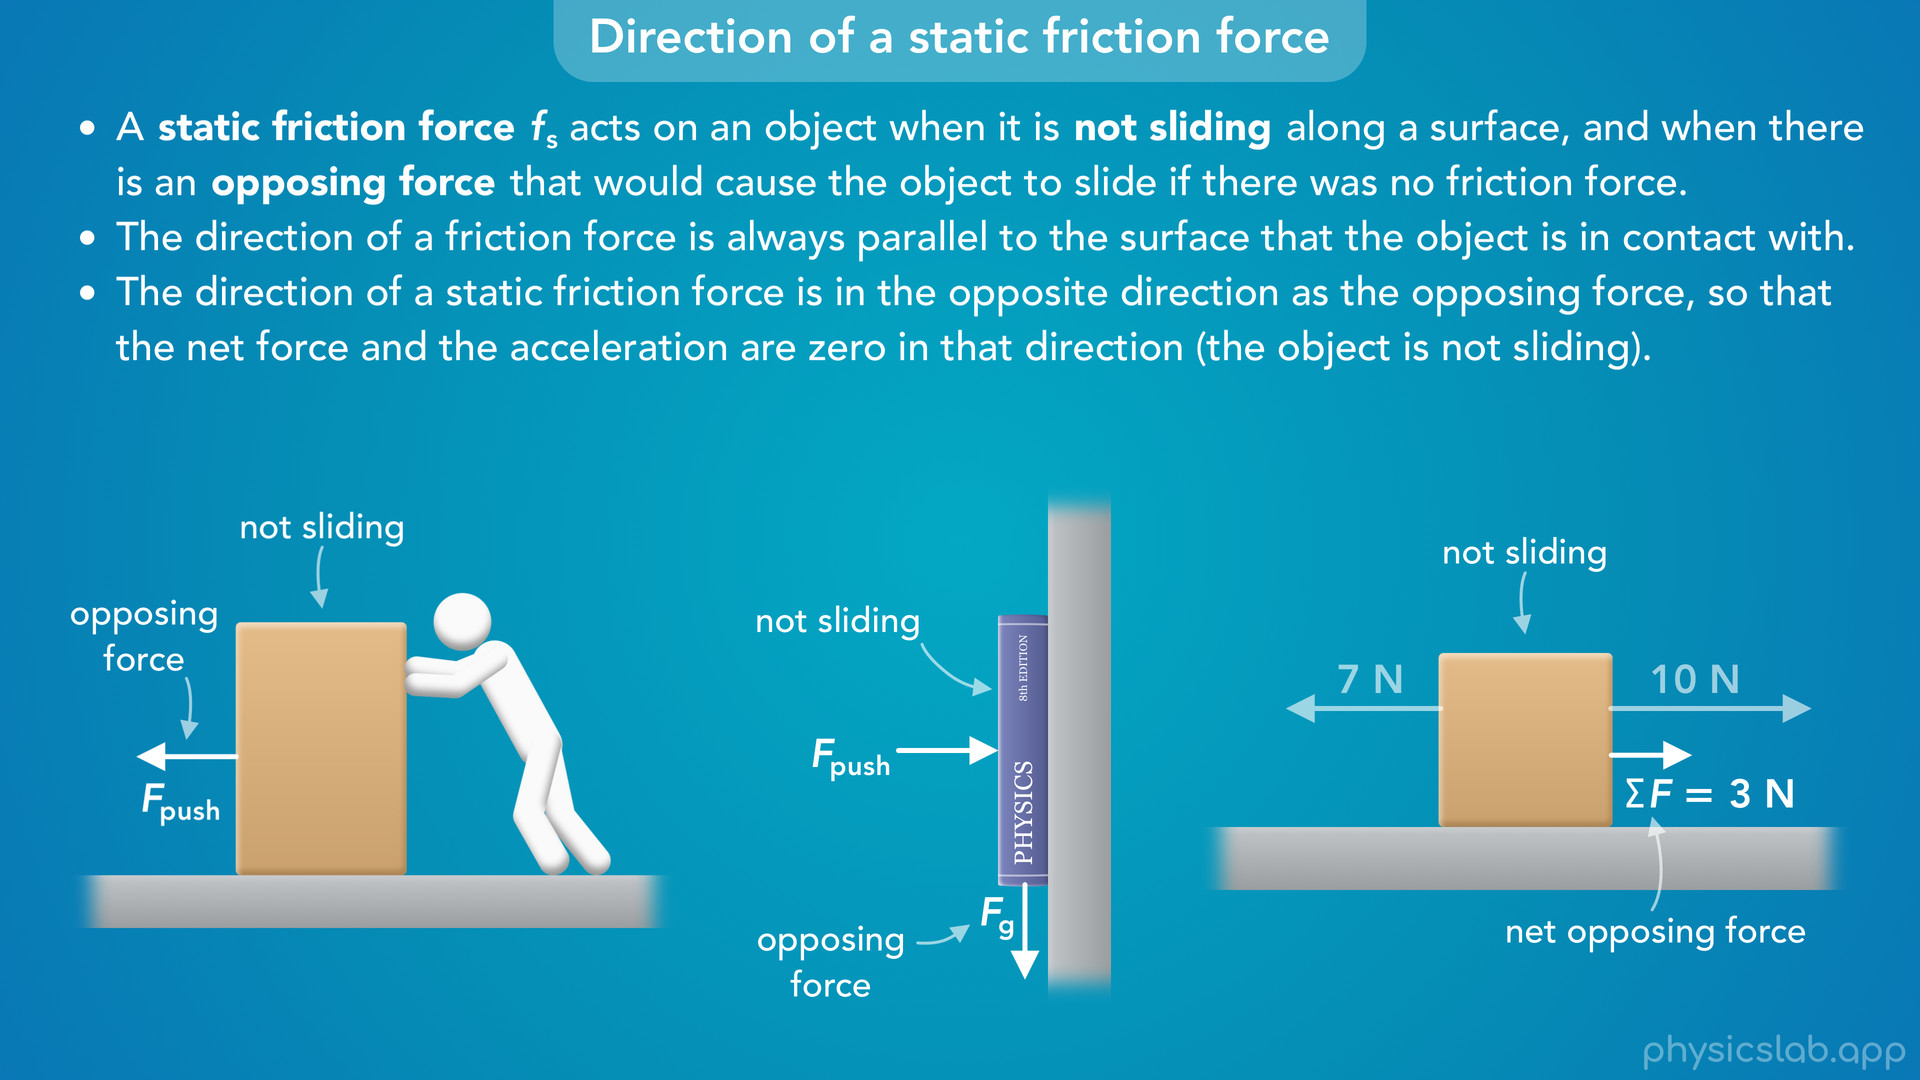 Direction of a static friction force
• A static friction force fs acts on an object when it is not sliding along a surface, and when there
is an opposing force that would cause the object to slide if there was no friction force.
• The direction of a friction force is always parallel to the surface that the object is in contact with.
• The direction of a static friction force is in the opposite direction as the opposing force, so that
the net force and the acceleration are zero in that direction (the object is not sliding).
not sliding
opposing
force
Fpush
not sliding
8th EDITION
PHYSICS
Fpush
Fg
opposing
force
not sliding
7 N
10 N
ΣF = 3 N
net opposing force
physicslab.app